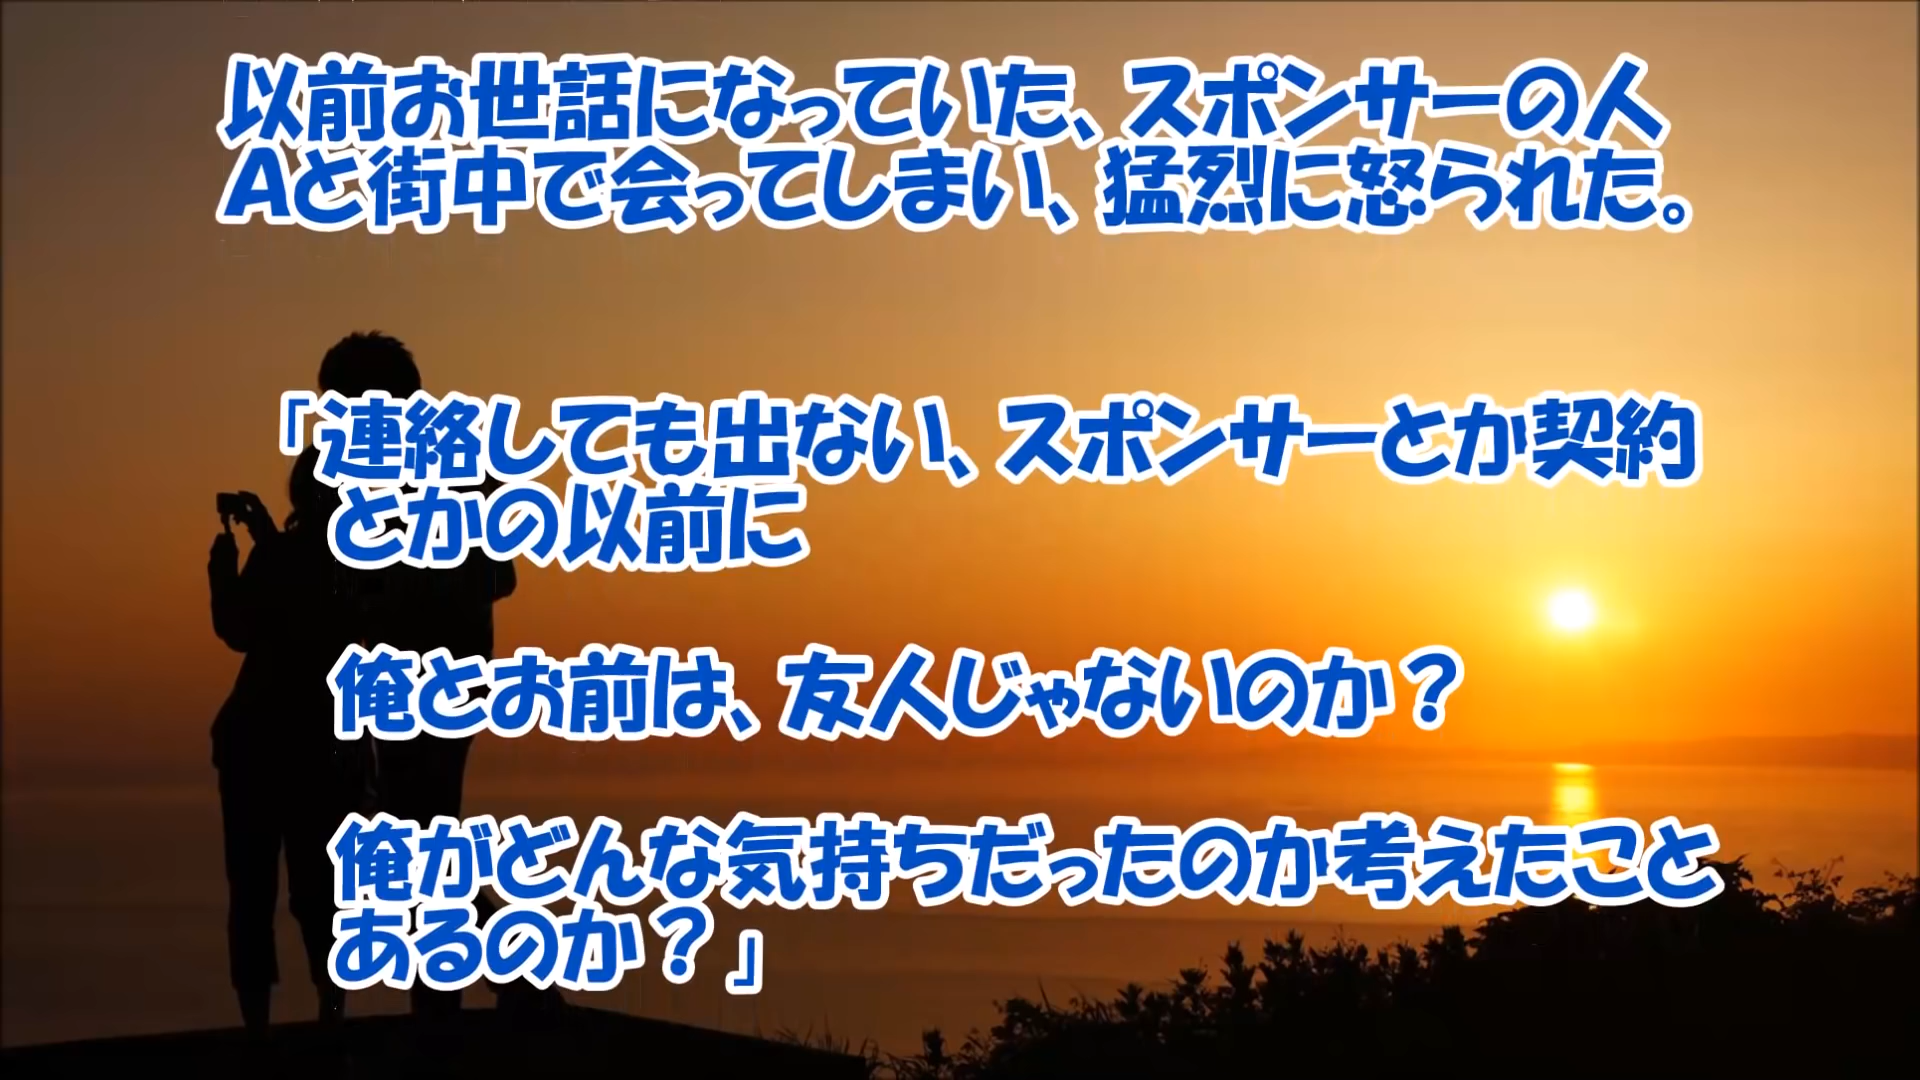 以前お世話になっていた、スポンサーの人
Aと街中で会ってしまい、猛烈に怒られた。
『連絡しても出ない、スポンサーとか契約
とかの以前に
俺とお前は、友人じゃないのか？
俺がどんな気持ちだったのか考えたこと
あるのか？』